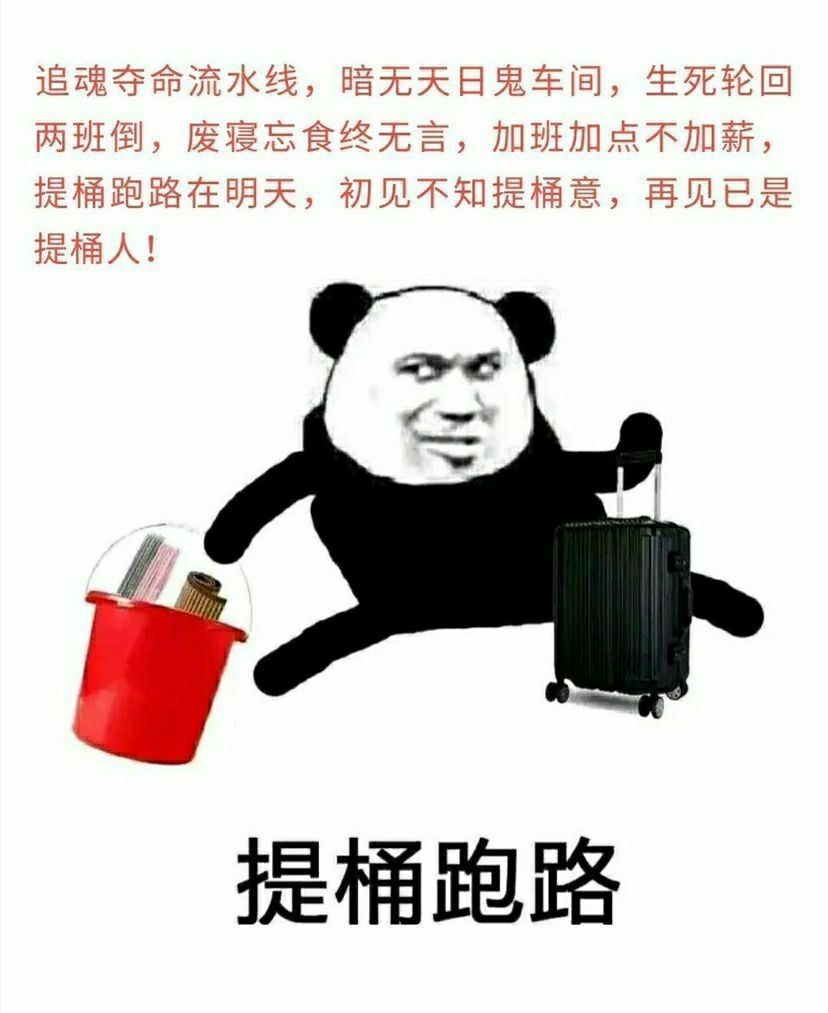 追魂夺命流水线，暗无天日鬼车间，生死轮回
两班倒，废寝忘食终无言，加班加点不加薪，
提桶跑路在明天，初见不知提桶意，再见已是
提桶人！
提桶跑路